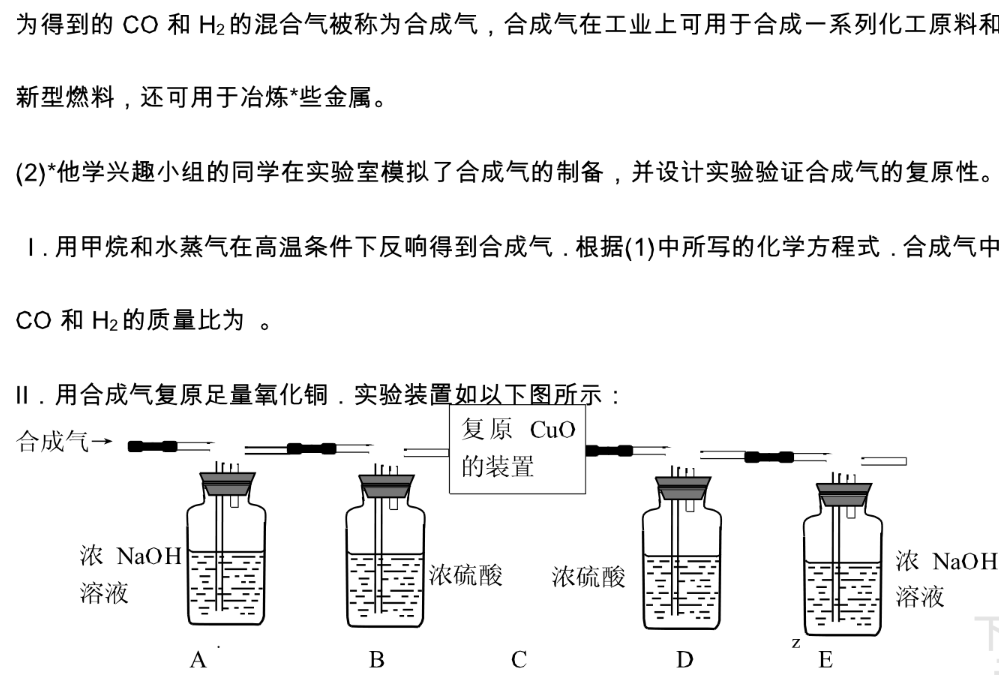 为得到的 CO 和 H₂的混合气被称为合成气，合成气在工业上可用于合成一系列化工原料和
新型燃料，还可用于冶炼*些金属。
(2)*他学兴趣小组的同学在实验室模拟了合成气的制备，并设计实验验证合成气的复原性。
Ⅰ．用甲烷和水蒸气在高温条件下反响得到合成气．根据(1)中所写的化学方程式．合成气中
CO 和 H₂的质量比为 。
II．用合成气复原足量氧化铜．实验装置如以下图所示：
合成气→
复原 CuO
的装置
浓 NaOH
溶液
浓硫酸
浓硫酸
浓 NaOH
溶液
A B C D z E
下